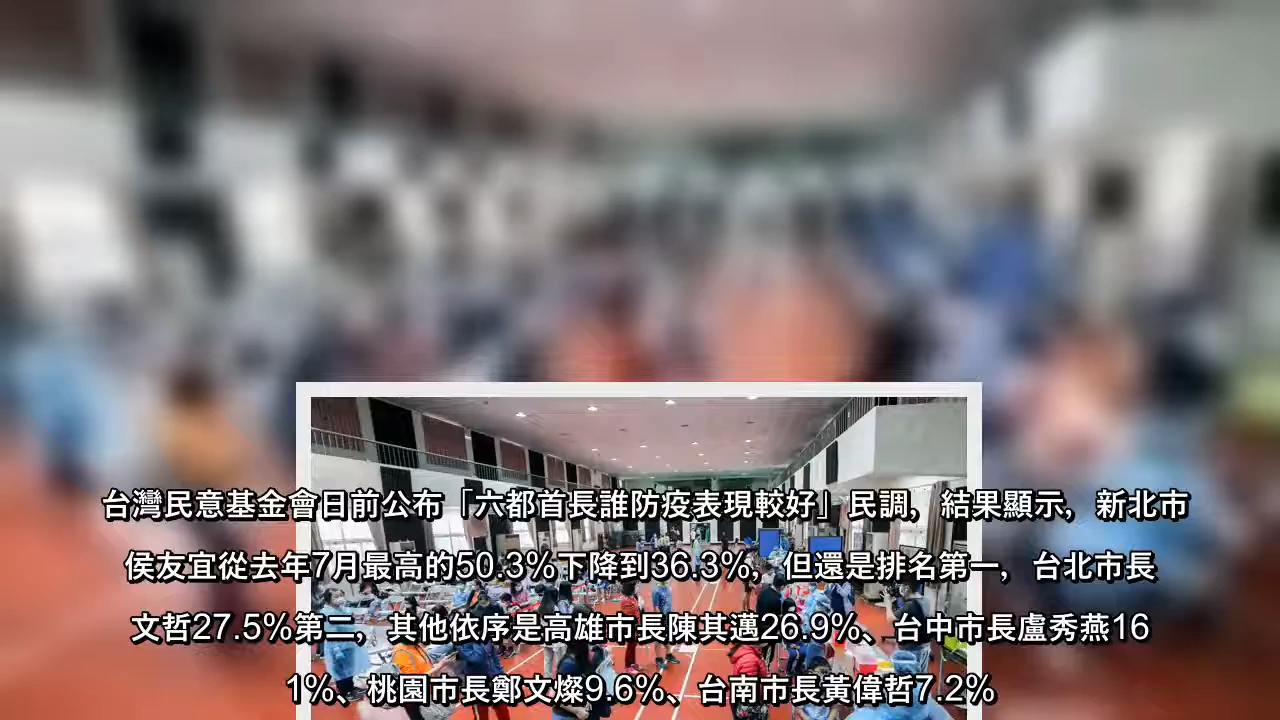 台灣民意基金會日前公布「六都首長誰防疫表現較好」民調，結果顯示，新北市
侯友宜從去年7月最高的50.3%下降到36.3%，但還是排名第一，台北市長
文哲27.5%第二，其他依序是高雄市長陳其邁26.9%、台中市長盧秀燕16
1%、桃園市長鄭文燦9.6%、台南市長黃偉哲7.2%